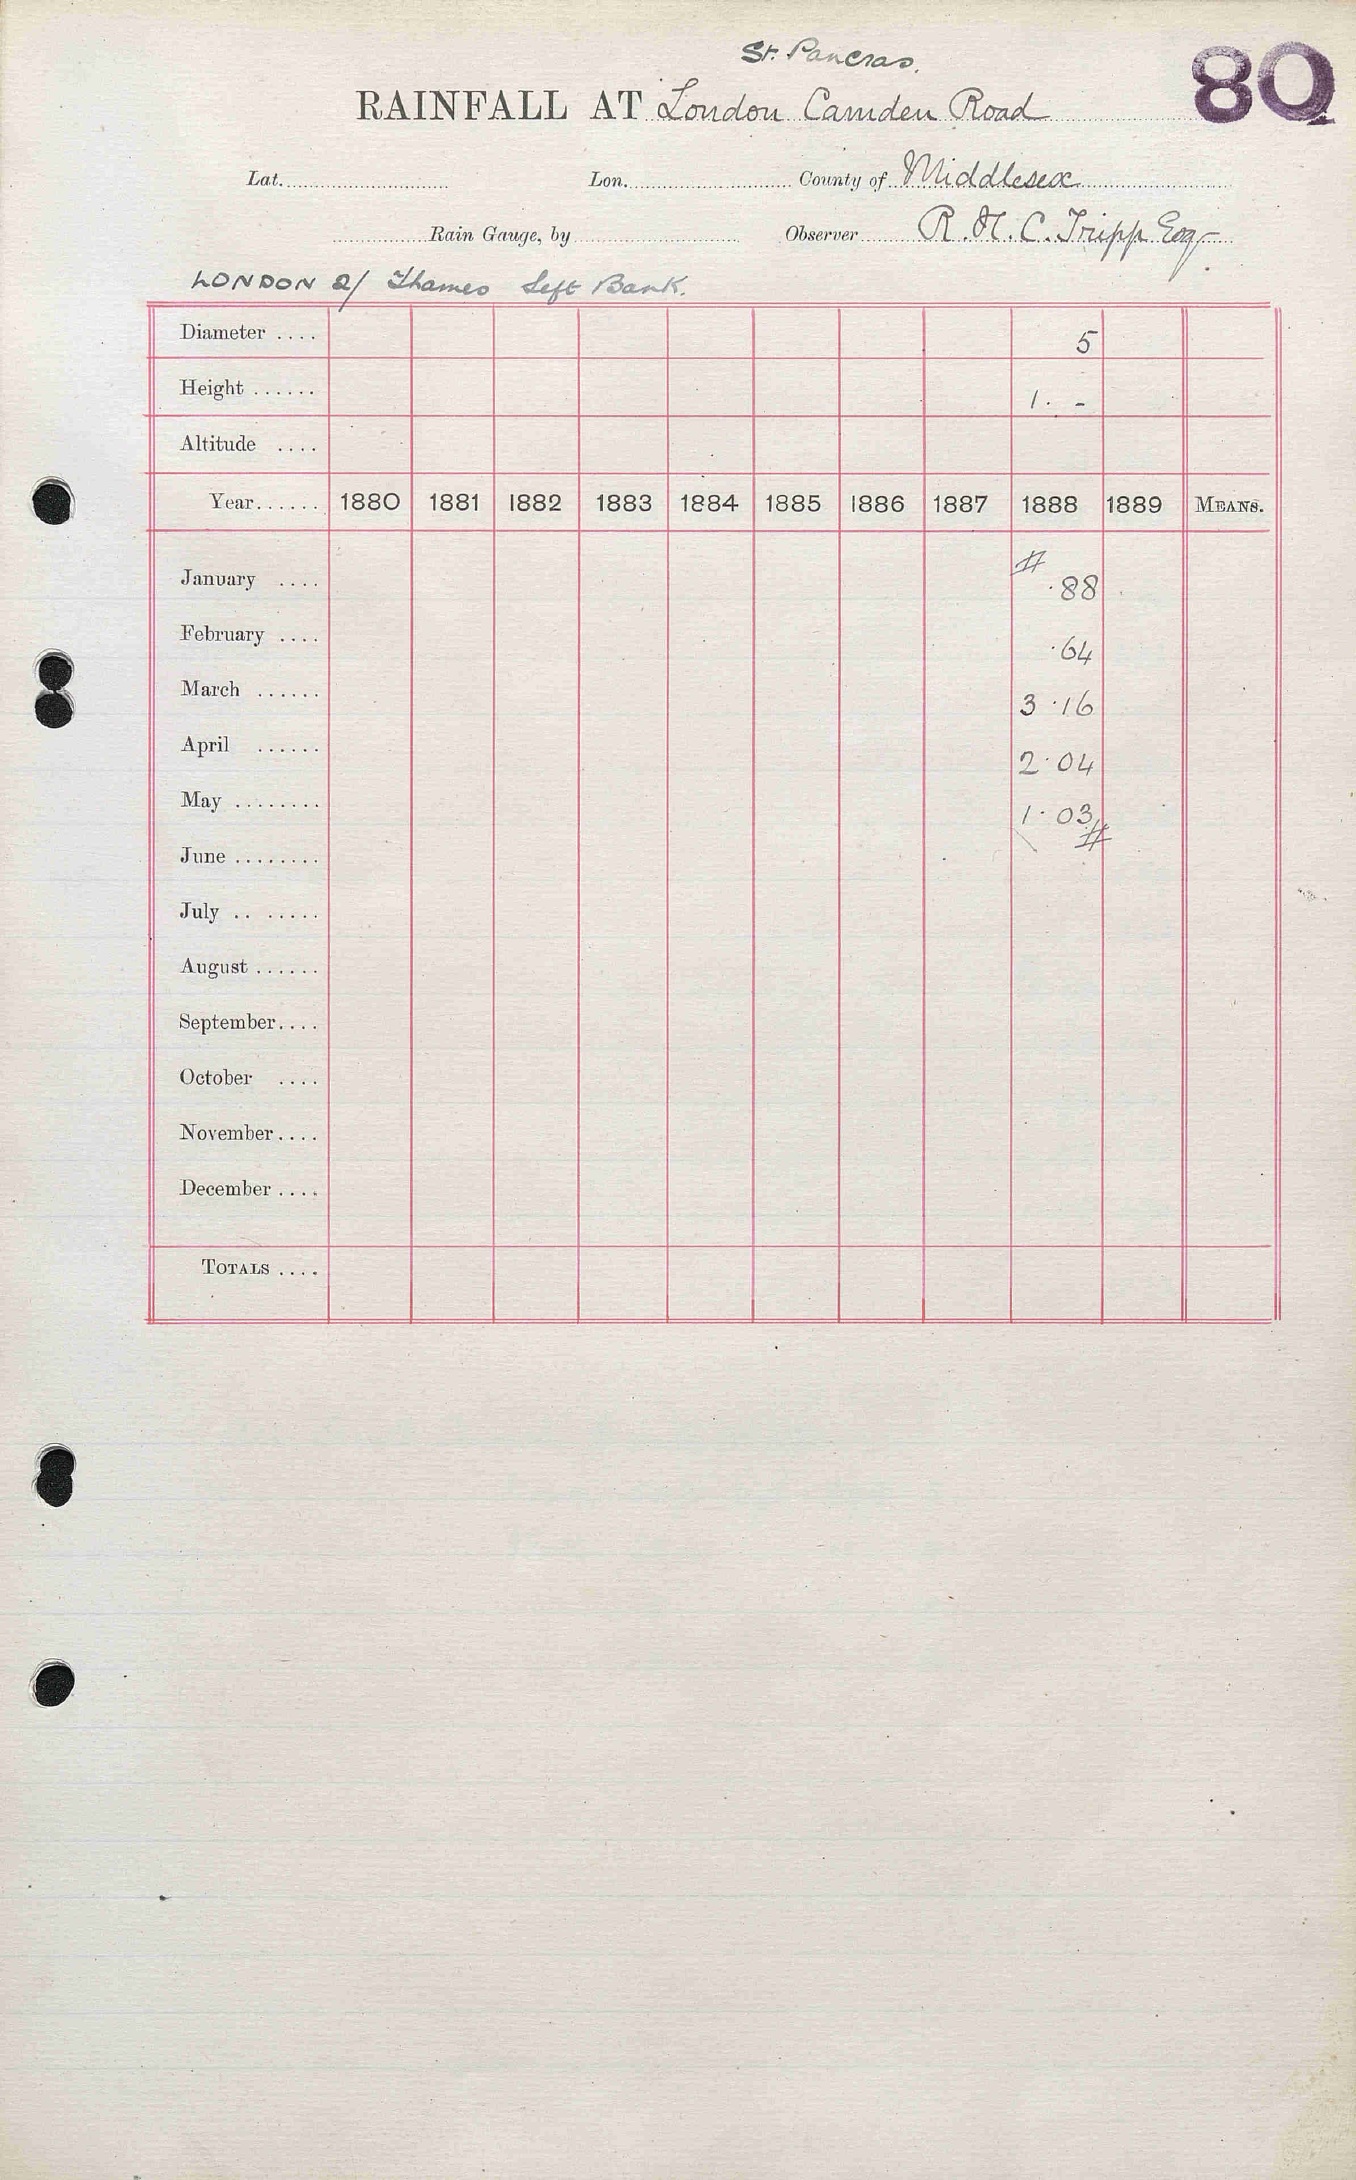 St. Pancras.
80
RAINFALL AT London Camden Road
Lat. Lon. County of Middlesex
Rain Gauge, by Observer R. H. C. Tripp Esq
LONDON 2/ Thames Left Bank.
Diameter .... 5
Height ...... 1. -
Altitude ....
Year...... 1880 1881 1882 1883 1884 1885 1886 1887 1888 1889 MEANS.
#
January .... .88
February .... .64
March ...... 3.16
April ...... 2.04
May ........ 1.03
#
June ........
July .. .....
August ......
September....
October ....
November....
December ....
TOTALS ....